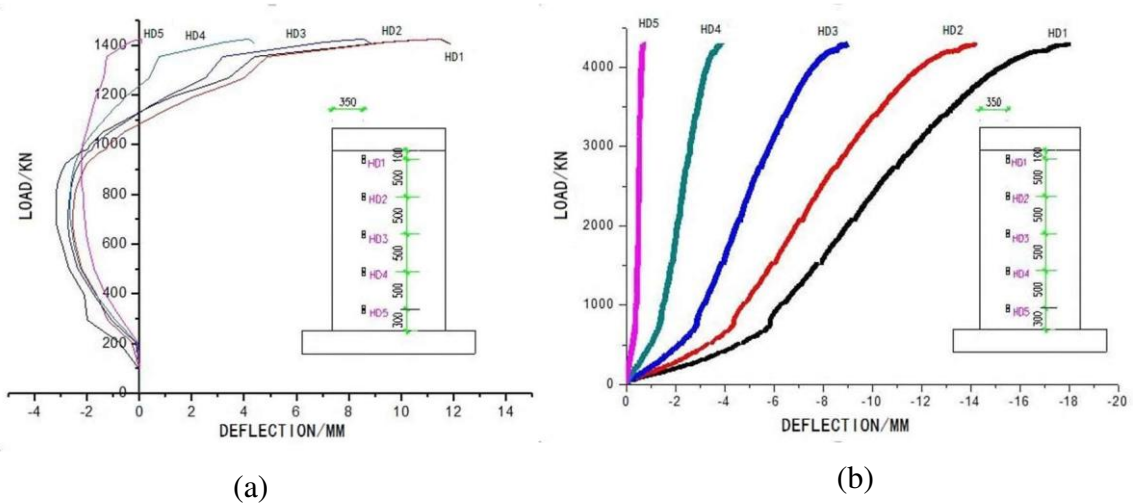 HD5 HD4 HD3 HD2
HD1
LOAD/KN
1400
1200
1000
800
600
400
200
0
-4 -2 0 2 4 6 8 10 12 14
DEFLECTION/MM
350
100
HD1
500
HD2
500
HD3
500
HD4
500
HD5
300
(a)
HD5 HD4 HD3 HD2 HD1
LOAD/KN
4000
3000
2000
1000
0
0 -2 -4 -6 -8 -10 -12 -14 -16 -18 -20
DEFLECTION/MM
350
100
HD1
500
HD2
500
HD3
500
HD4
500
HD5
300
(b)